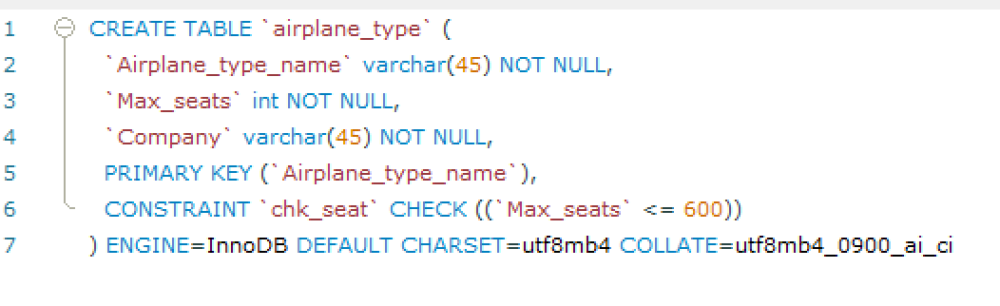 1 CREATE TABLE `airplane_type` (
2 `Airplane_type_name` varchar(45) NOT NULL,
3 `Max_seats` int NOT NULL,
4 `Company` varchar(45) NOT NULL,
5 PRIMARY KEY (`Airplane_type_name`),
6 CONSTRAINT `chk_seat` CHECK ((`Max_seats` <= 600))
7 ) ENGINE=InnoDB DEFAULT CHARSET=utf8mb4 COLLATE=utf8mb4_0900_ai_ci